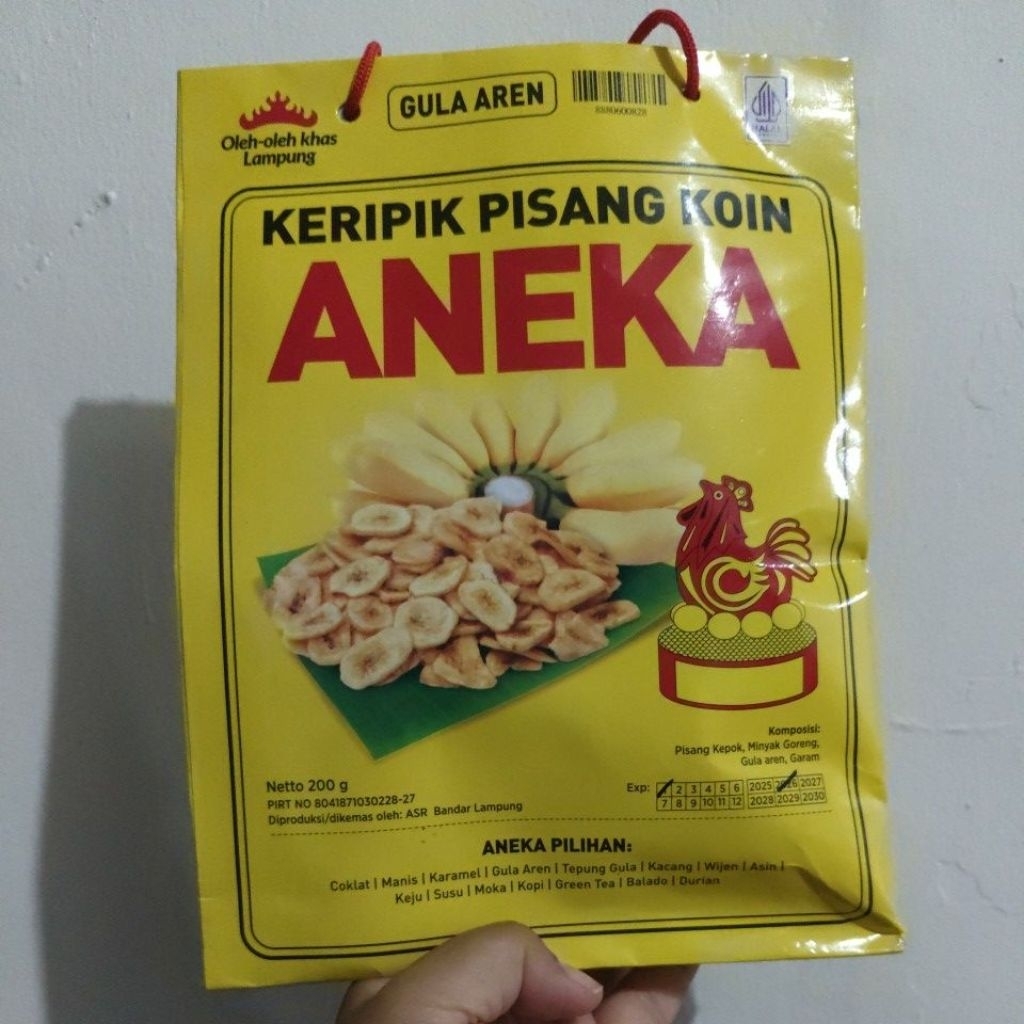 GULA AREN
8880600828
Oleh-oleh khas
Lampung
HALAL
KERIPIK PISANG KOIN
ANEKA
Komposisi:
Pisang Kepok, Minyak Goreng,
Gula aren, Garam
Netto 200 g
PIRT NO 8041871030228-27
Diproduksi/dikemas oleh: ASR Bandar Lampung
Exp: 2 3 4 5 6 2025 2026 2027
7 8 9 10 11 12 2028 2029 2030
ANEKA PILIHAN:
Coklat | Manis | Karamel | Gula Aren | Tepung Gula | Kacang | Wijen | Asin |
Keju | Susu | Moka | Kopi | Green Tea | Balado | Durian